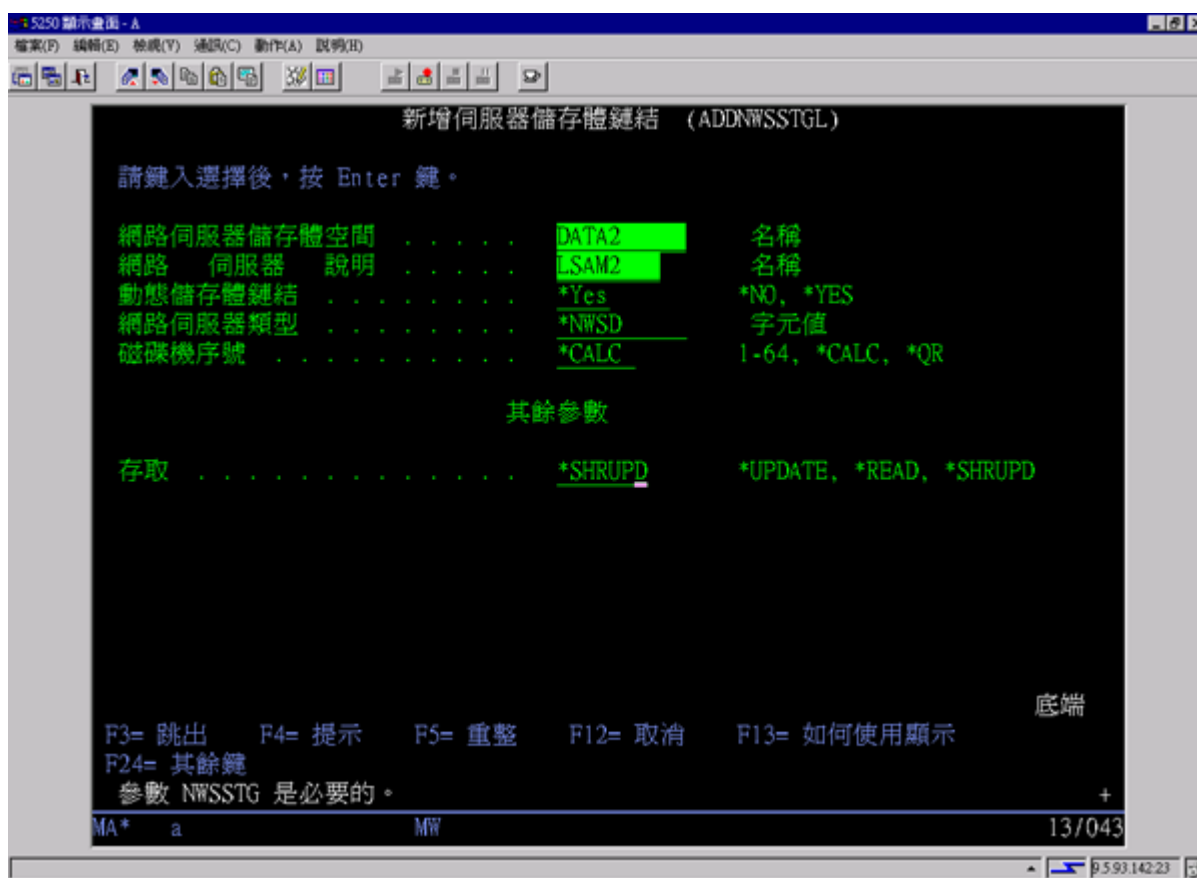 5250 顯示畫面 - A
檔案(F) 編輯(E) 檢視(V) 通訊(C) 動作(A) 說明(H)
新增伺服器儲存體鏈結 (ADDNWSSTGL)
請鍵入選擇後，按 Enter 鍵。
網路伺服器儲存體空間 . . . . . DATA2 名稱
網路 伺服器 說明 . . . . . LSAM2 名稱
動態儲存體鏈結 . . . . . . . . *Yes *NO, *YES
網路伺服器類型 . . . . . . . . *NWSD 字元值
磁碟機序號 . . . . . . . . . . *CALC 1-64, *CALC, *QR
其餘參數
存取 . . . . . . . . . . . . . *SHRUPD *UPDATE, *READ, *SHRUPD
底端
F3= 跳出 F4= 提示 F5= 重整 F12= 取消 F13= 如何使用顯示
F24= 其餘鍵
參數 NWSSTG 是必要的。 +
MA* a MW 13/043
9.5.93.142:23